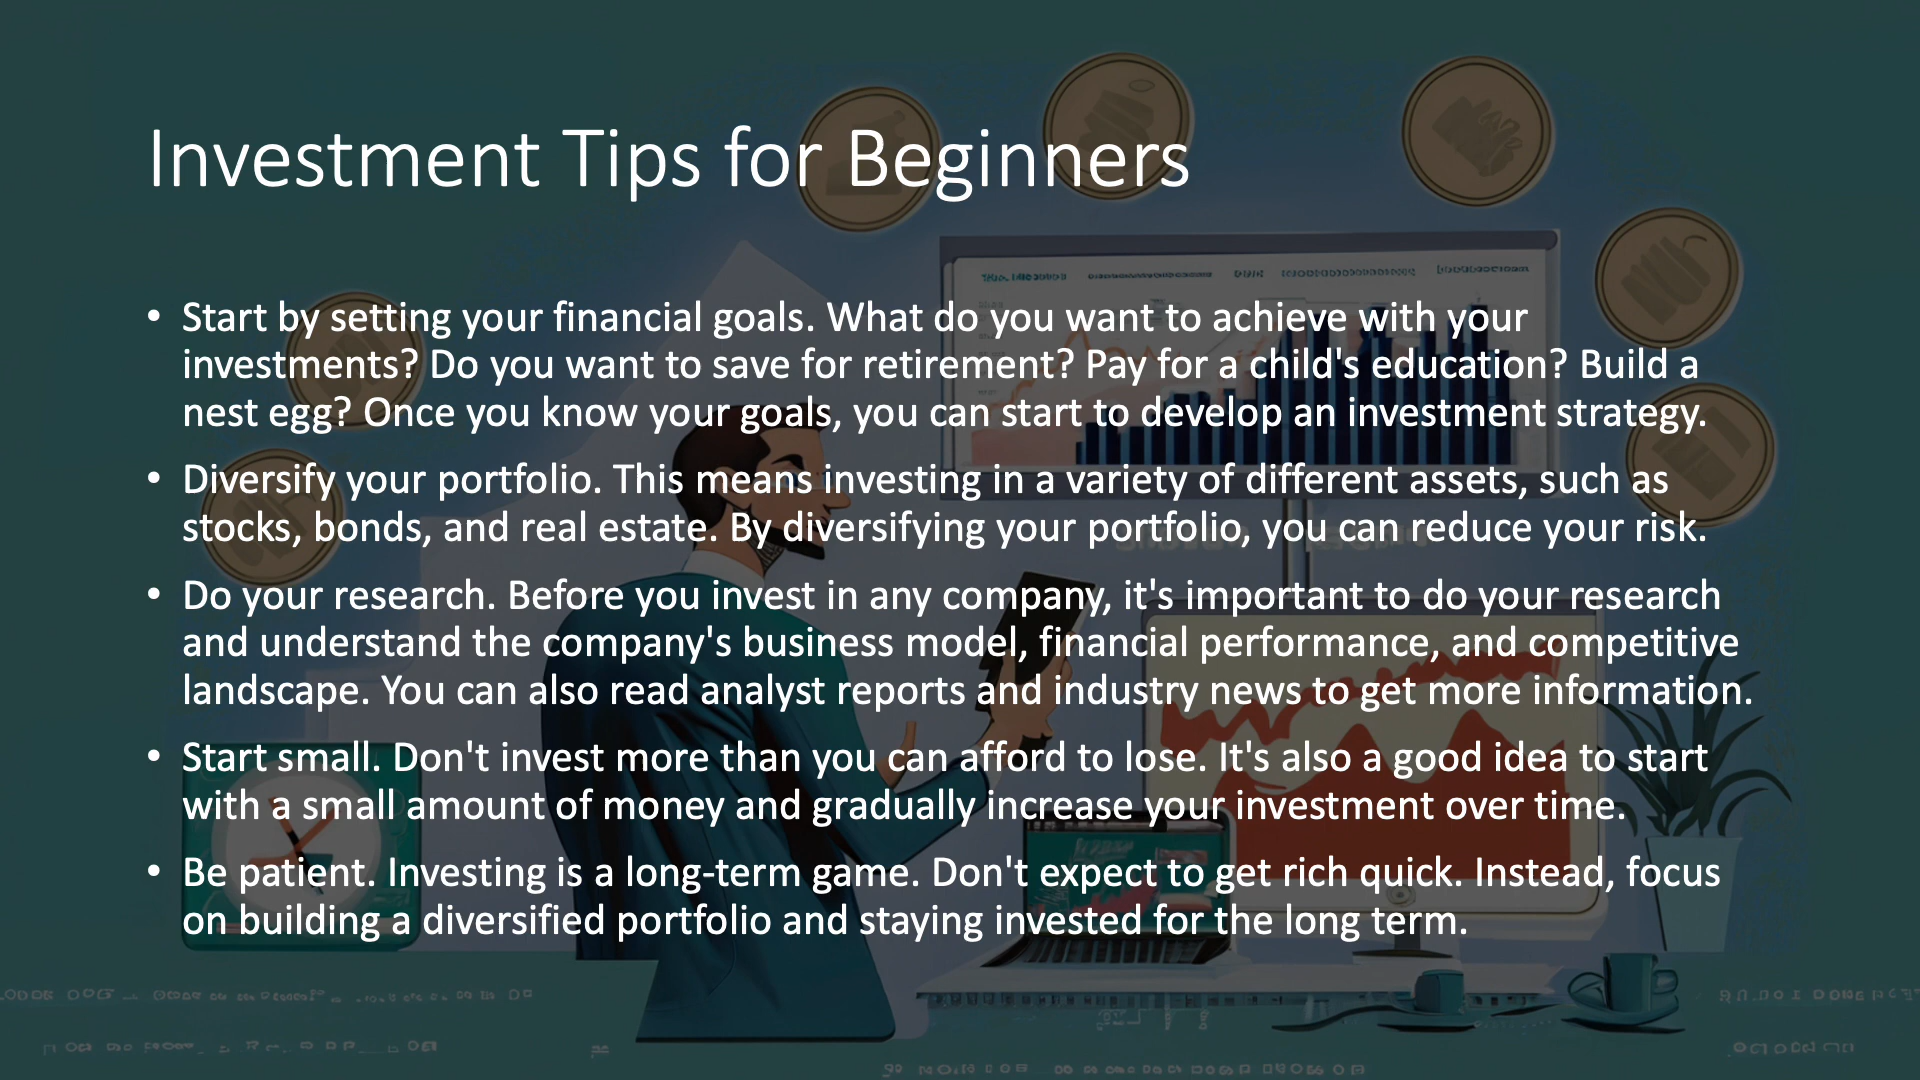 Investment Tips for Beginners
• Start by setting your financial goals. What do you want to achieve with your
investments? Do you want to save for retirement? Pay for a child's education? Build a
nest egg? Once you know your goals, you can start to develop an investment strategy.
• Diversify your portfolio. This means investing in a variety of different assets, such as
stocks, bonds, and real estate. By diversifying your portfolio, you can reduce your risk.
• Do your research. Before you invest in any company, it's important to do your research
and understand the company's business model, financial performance, and competitive
landscape. You can also read analyst reports and industry news to get more information.
• Start small. Don't invest more than you can afford to lose. It's also a good idea to start
with a small amount of money and gradually increase your investment over time.
• Be patient. Investing is a long-term game. Don't expect to get rich quick. Instead, focus
on building a diversified portfolio and staying invested for the long term.